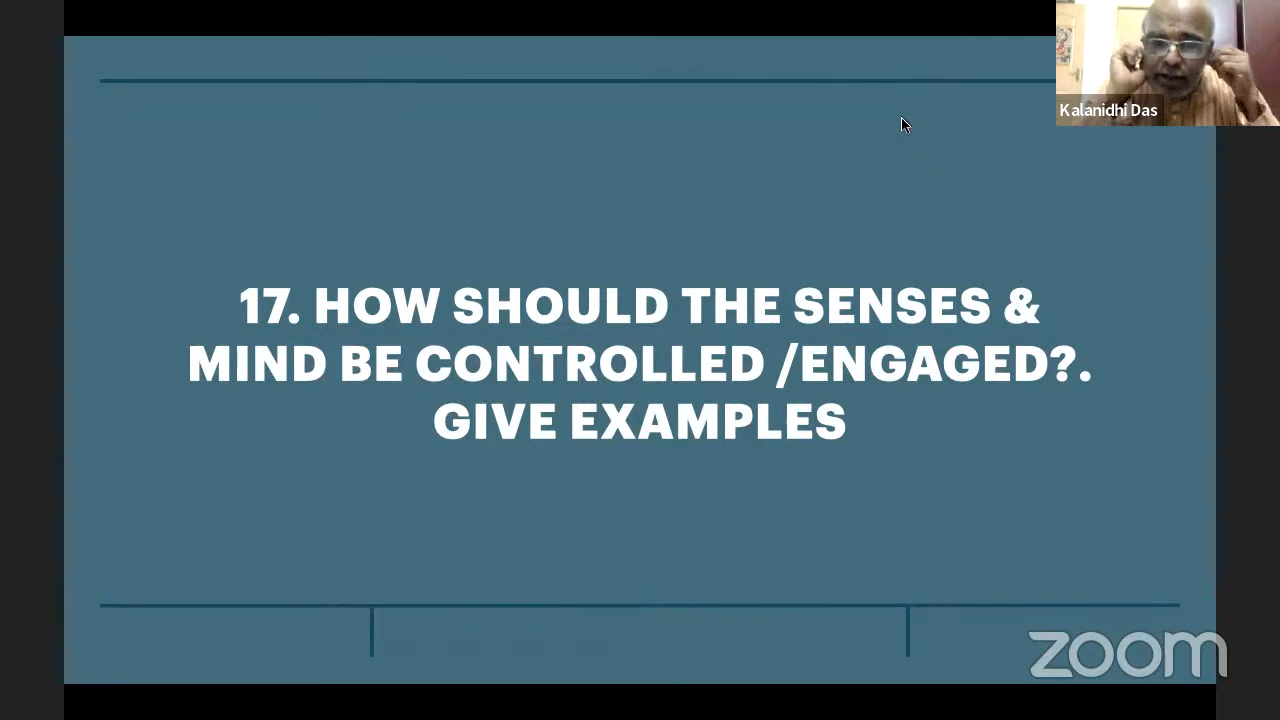 Kalanidhi Das
17. HOW SHOULD THE SENSES &
MIND BE CONTROLLED /ENGAGED?.
GIVE EXAMPLES
zoom